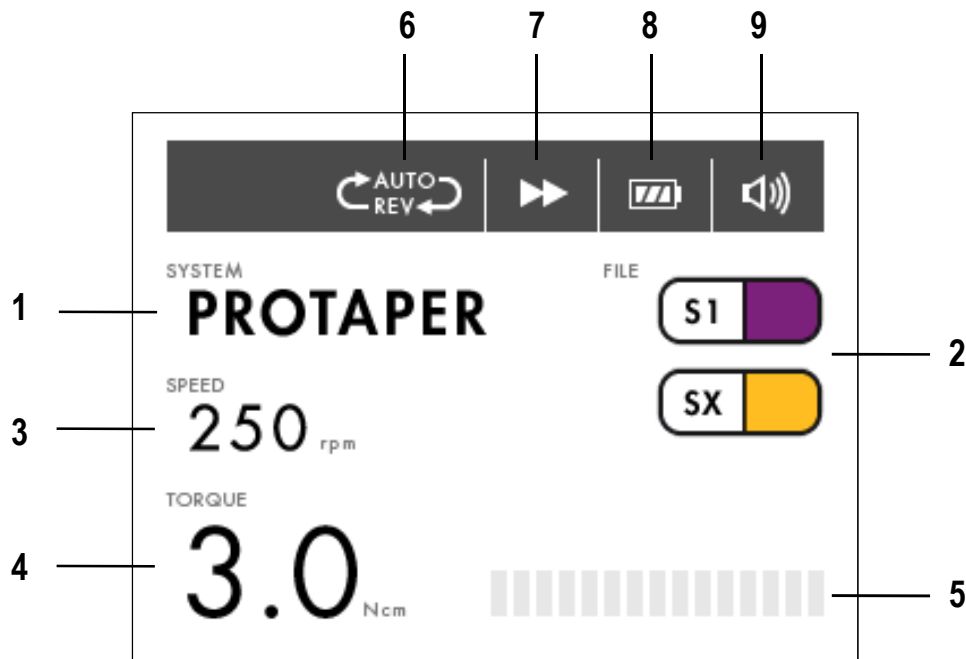 6 7 8 9
AUTO
REV
SYSTEM
PROTAPER
FILE
S1
SX
1
2
SPEED
250 rpm
3
TORQUE
3.0 Ncm
4
5